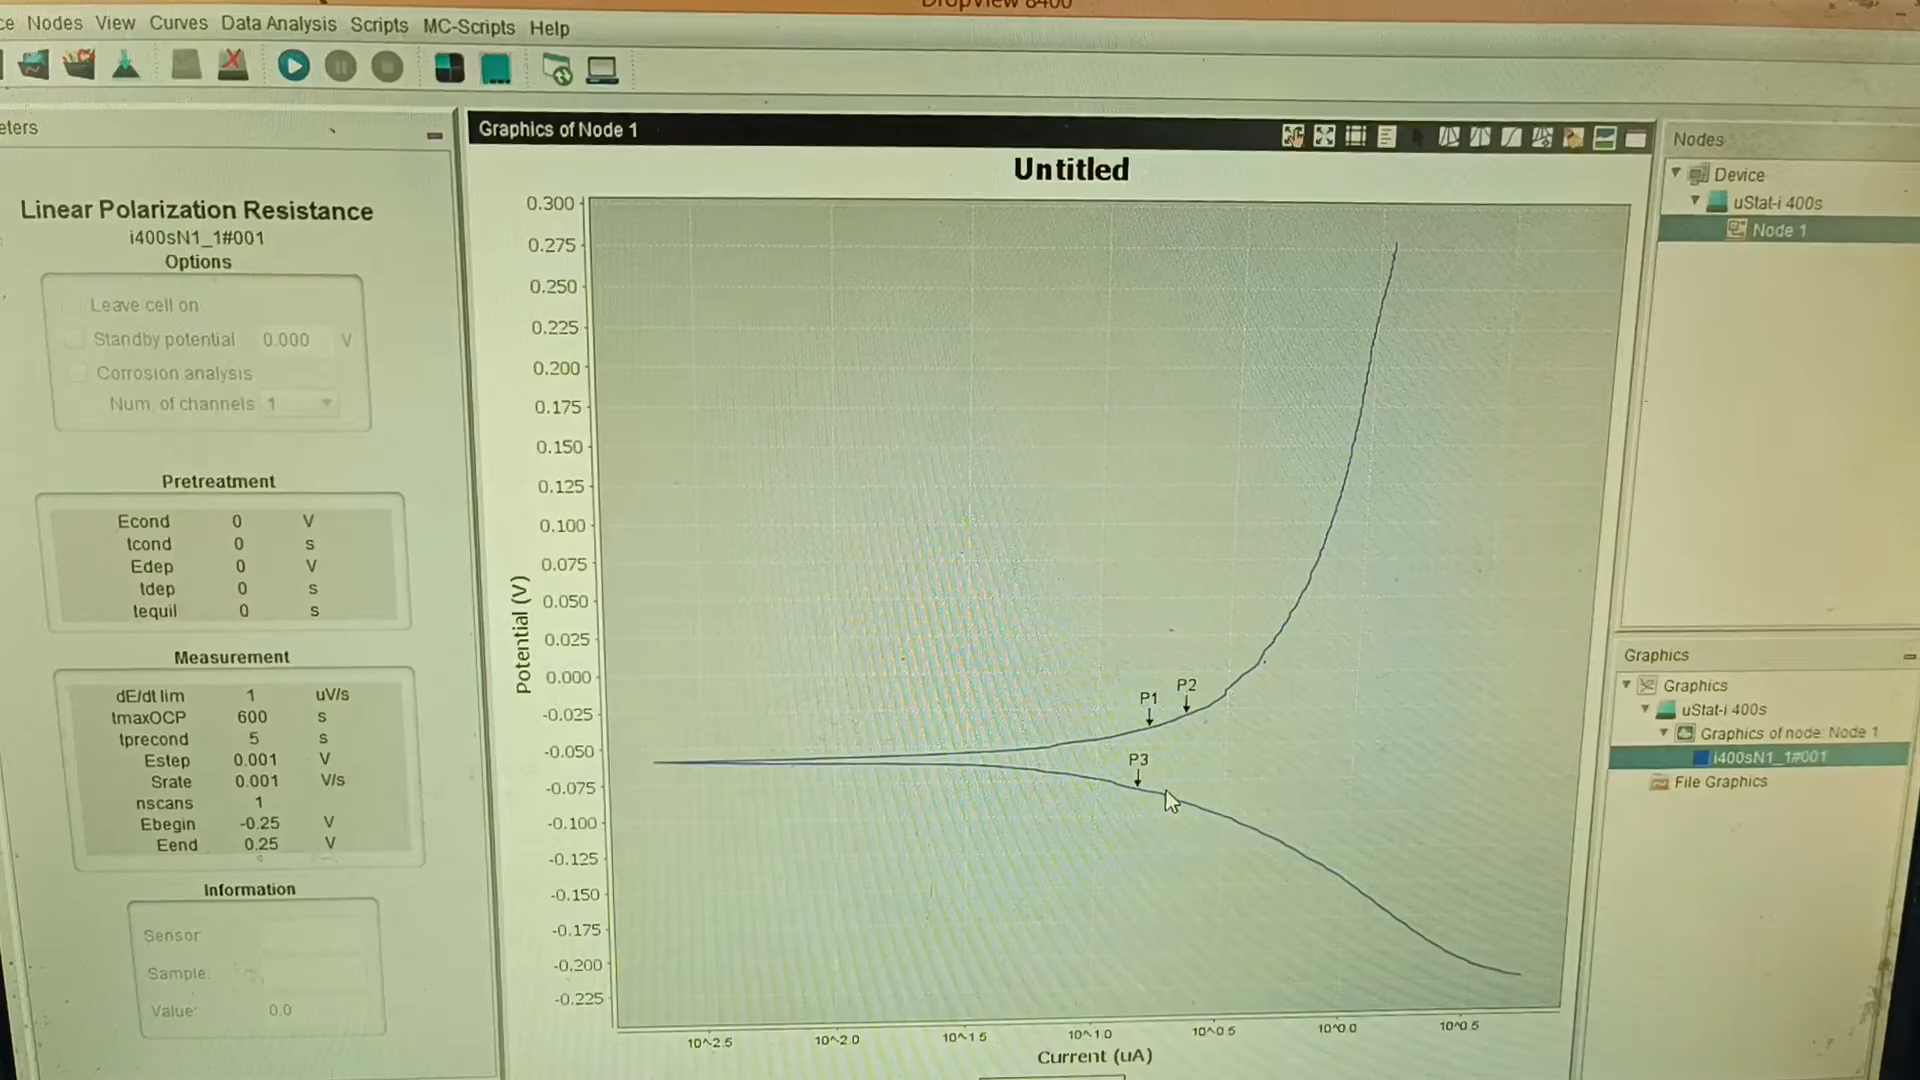 DropView 8400
Nodes View Curves Data Analysis Scripts MC-Scripts Help
Graphics of Node 1
Untitled
Linear Polarization Resistance
i400sN1_1#001
Options
Leave cell on
Standby potential 0.000 V
Corrosion analysis
Num. of channels 1
Pretreatment
Econd 0 V
tcond 0 s
Edep 0 V
tdep 0 s
tequil 0 s
Measurement
dE/dt lim 1 uV/s
tmaxOCP 600 s
tprecond 5 s
Estep 0.001 V
Srate 0.001 V/s
nscans 1
Ebegin -0.25 V
Eend 0.25 V
Information
Sensor
Sample:
Value: 0.0
Potential (V)
0.300
0.275
0.250
0.225
0.200
0.175
0.150
0.125
0.100
0.075
0.050
0.025
0.000
-0.025
-0.050
-0.075
-0.100
-0.125
-0.150
-0.175
-0.200
-0.225
P1
P2
P3
10^-2.5 10^-2.0 10^-1.5 10^-1.0 10^-0.5 10^0.0 10^0.5
Current (uA)
Nodes
Device
uStat-i 400s
Node 1
Graphics
Graphics
uStat-i 400s
Graphics of node: Node 1
i400sN1_1#001
File Graphics